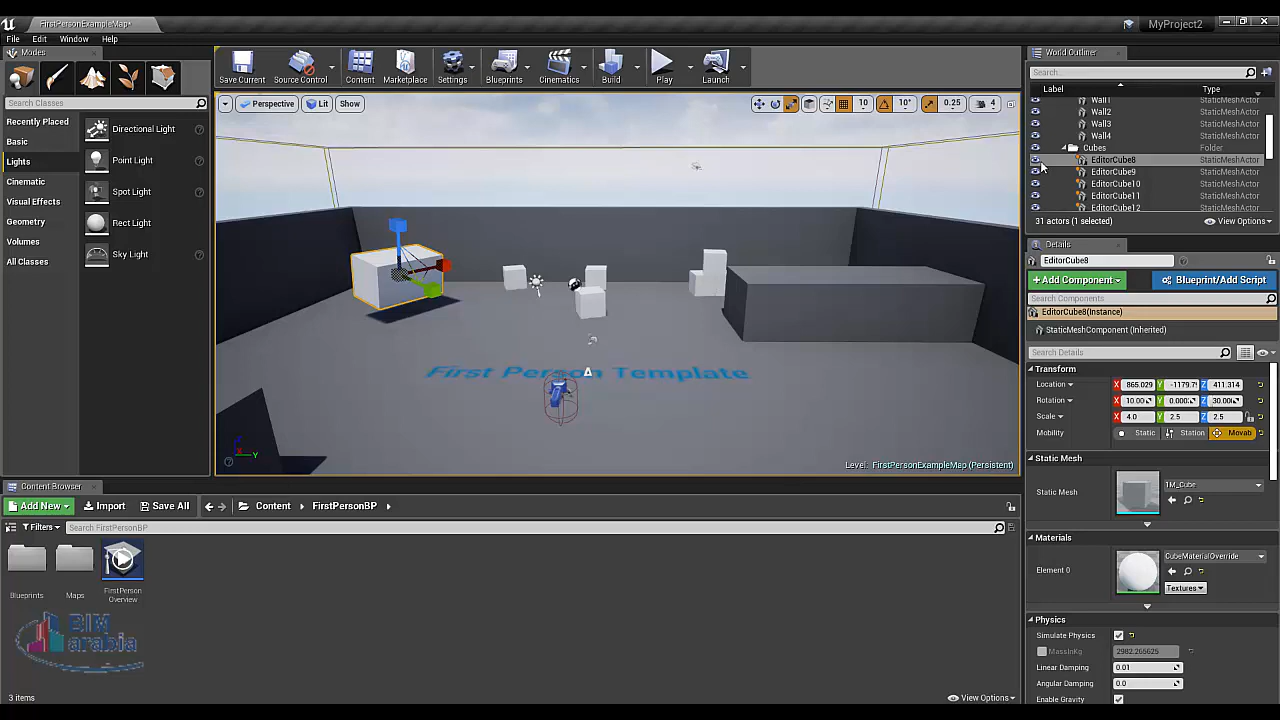 FirstPersonExampleMap*
MyProject2
File Edit Window Help
Modes
Search Classes
Recently Placed
Basic
Lights
Cinematic
Visual Effects
Geometry
Volumes
All Classes
Directional Light
Point Light
Spot Light
Rect Light
Sky Light
Save Current
Source Control
Content
Marketplace
Settings
Blueprints
Cinematics
Build
Play
Launch
Perspective
Lit
Show
10
10°
0.25
4
First Person Template
Level: FirstPersonExampleMap (Persistent)
World Outliner
Search...
Label Type
Wall1 StaticMeshActor
Wall2 StaticMeshActor
Wall3 StaticMeshActor
Wall4 StaticMeshActor
Cubes Folder
EditorCube8 StaticMeshActor
EditorCube9 StaticMeshActor
EditorCube10 StaticMeshActor
EditorCube11 StaticMeshActor
EditorCube12 StaticMeshActor
31 actors (1 selected)
View Options
Details
EditorCube8
+ Add Component
Blueprint/Add Script
Search Components
EditorCube8(Instance)
StaticMeshComponent (Inherited)
Search Details
Transform
Location X 865.029 Y -1179.7 Z 411.314
Rotation X 10.00 Y 0.000 Z 30.00
Scale X 4.0 Y 2.5 Z 2.5
Mobility Static Station Movab
Static Mesh
Static Mesh 1M_Cube
Materials
Element 0 CubeMaterialOverride
Textures
Physics
Simulate Physics
MassInKg 2982.265625
Linear Damping 0.01
Angular Damping 0.0
Enable Gravity
Content Browser
Add New
Import
Save All
Content
FirstPersonBP
Filters
Search FirstPersonBP
Blueprints
Maps
FirstPerson
Overview
BIM
arabia
3 items
View Options